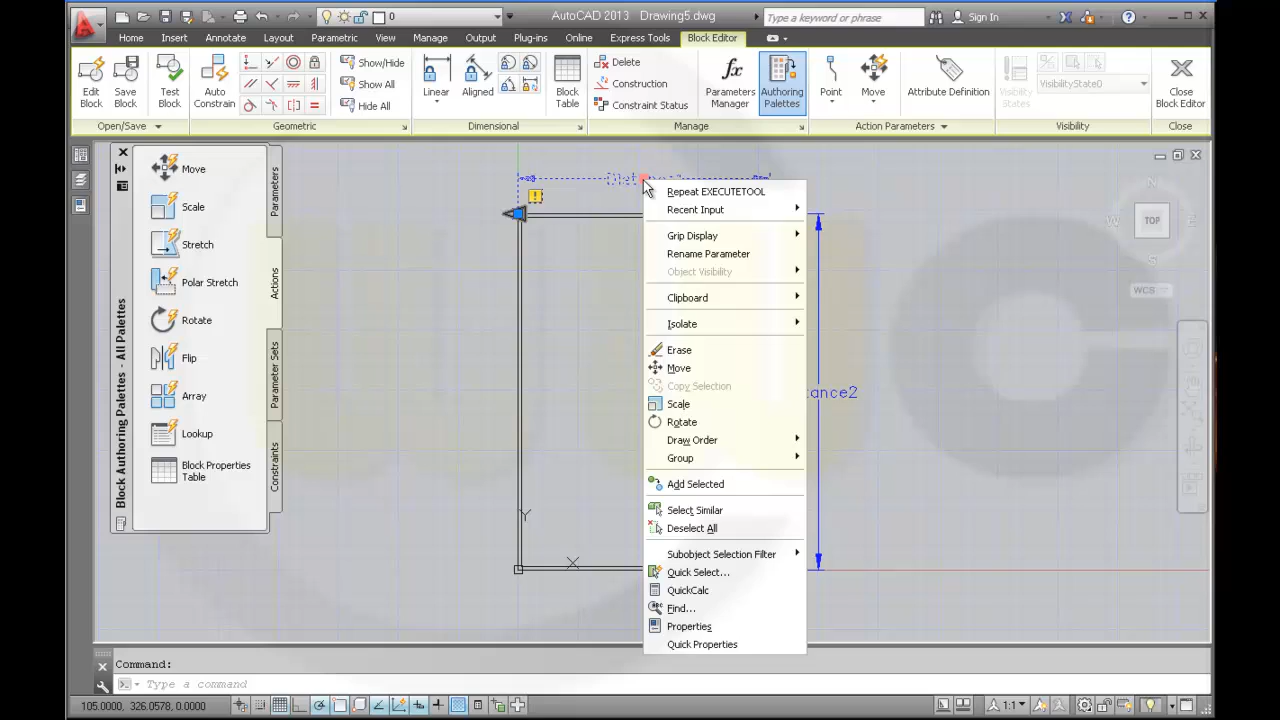 AutoCAD 2013 Drawing5.dwg
Type a keyword or phrase
Sign In
0
Home Insert Annotate Layout Parametric View Manage Output Plug-ins Online Express Tools Block Editor
Edit Block
Save Block
Test Block
Auto Constrain
Show/Hide
Show All
Hide All
Linear
Aligned
Block Table
Delete
Construction
Constraint Status
Parameters Manager
Authoring Palettes
Point
Move
Attribute Definition
Visibility States
VisibilityState0
Close Block Editor
Open/Save
Geometric
Dimensional
Manage
Action Parameters
Visibility
Close
Move
Scale
Stretch
Polar Stretch
Rotate
Flip
Array
Lookup
Block Properties
Table
Parameters
Actions
Parameter Sets
Constraints
Block Authoring Palettes - All Palettes
Repeat EXECUTETOOL
Recent Input
Grip Display
Rename Parameter
Object Visibility
Clipboard
Isolate
Erase
Move
Copy Selection
Scale
Rotate
Draw Order
Group
Add Selected
Select Similar
Deselect All
Subobject Selection Filter
Quick Select...
QuickCalc
Find...
Properties
Quick Properties
ance2
Y
X
N
W
TOP
S
WCS
Command:
Type a command
105.0000, 326.0578, 0.0000
1:1